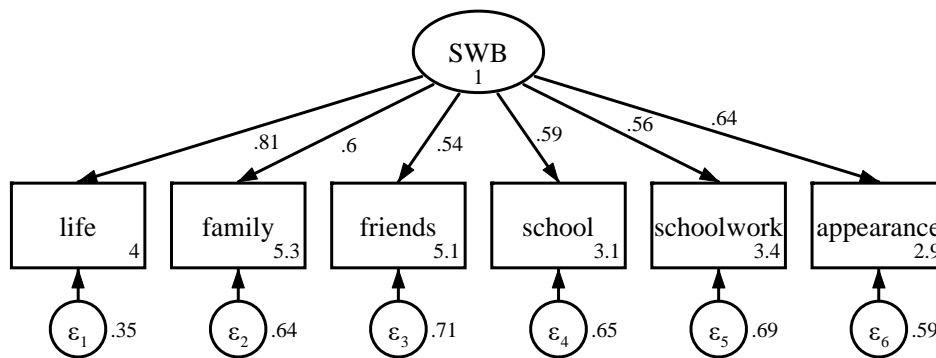 SWB
1
.81
.6
.54
.59
.56
.64
life
4
family
5.3
friends
5.1
school
3.1
schoolwork
3.4
appearance
2.9
ε1 .35
ε2 .64
ε3 .71
ε4 .65
ε5 .69
ε6 .59